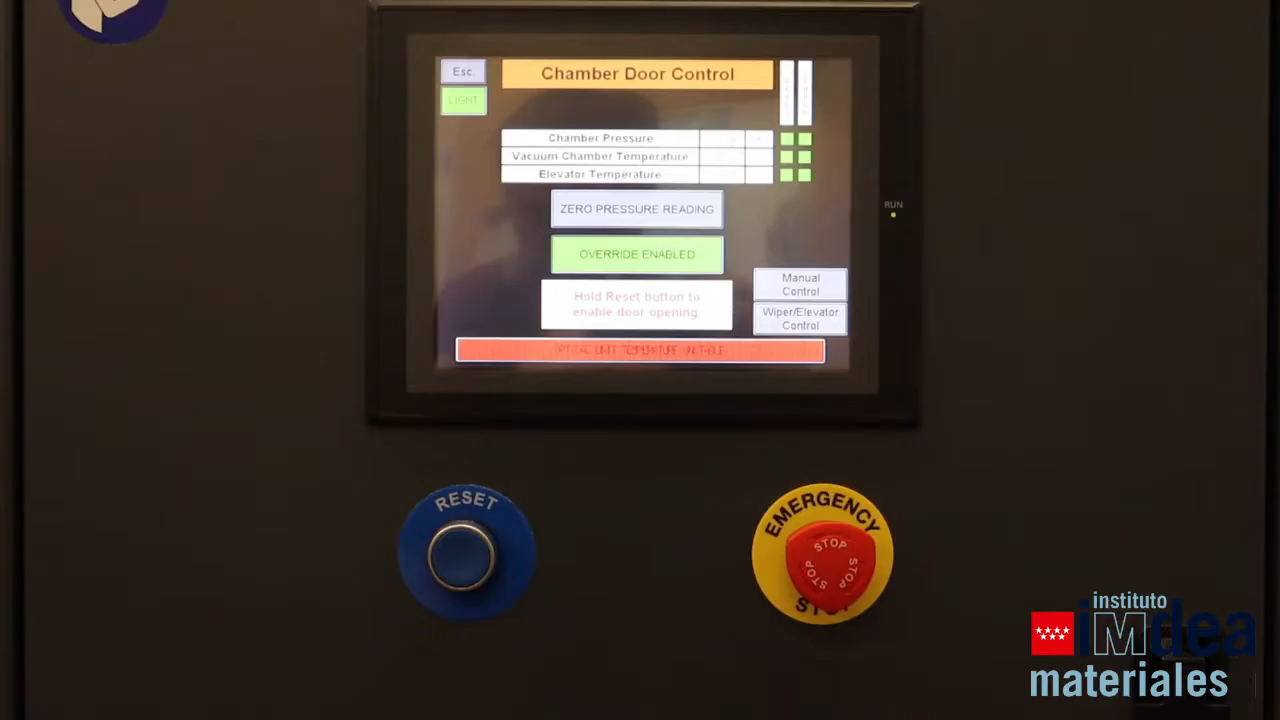 Esc.
Chamber Door Control
LIGHT
Chamber Pressure
Vacuum Chamber Temperature
Elevator Temperature
ZERO PRESSURE READING
RUN
OVERRIDE ENABLED
Manual
Control
Hold Reset button to
enable door opening
Wiper/Elevator
Control
RESET
EMERGENCY
STOP
STOP
STOP
STOP
instituto
iMdea
materiales